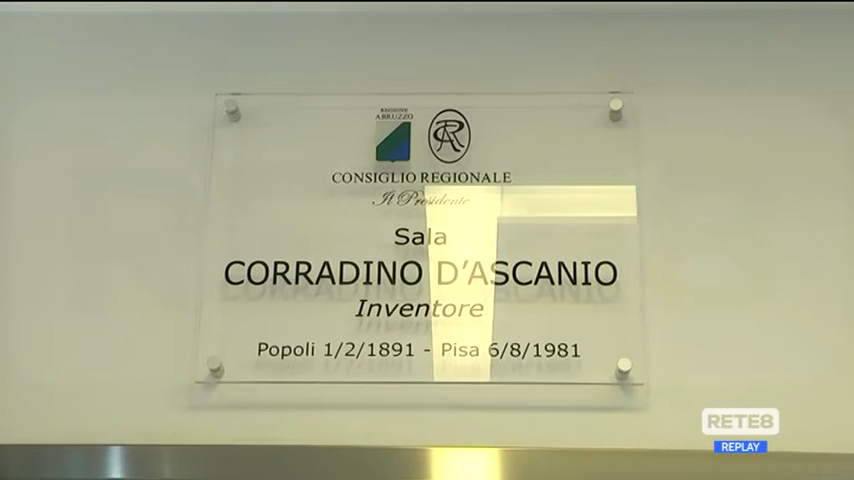 REGIONE
ABRUZZO
CRA
CONSIGLIO REGIONALE
Il Presidente
Sala
CORRADINO D'ASCANIO
Inventore
Popoli 1/2/1891 - Pisa 6/8/1981
RETE8
REPLAY